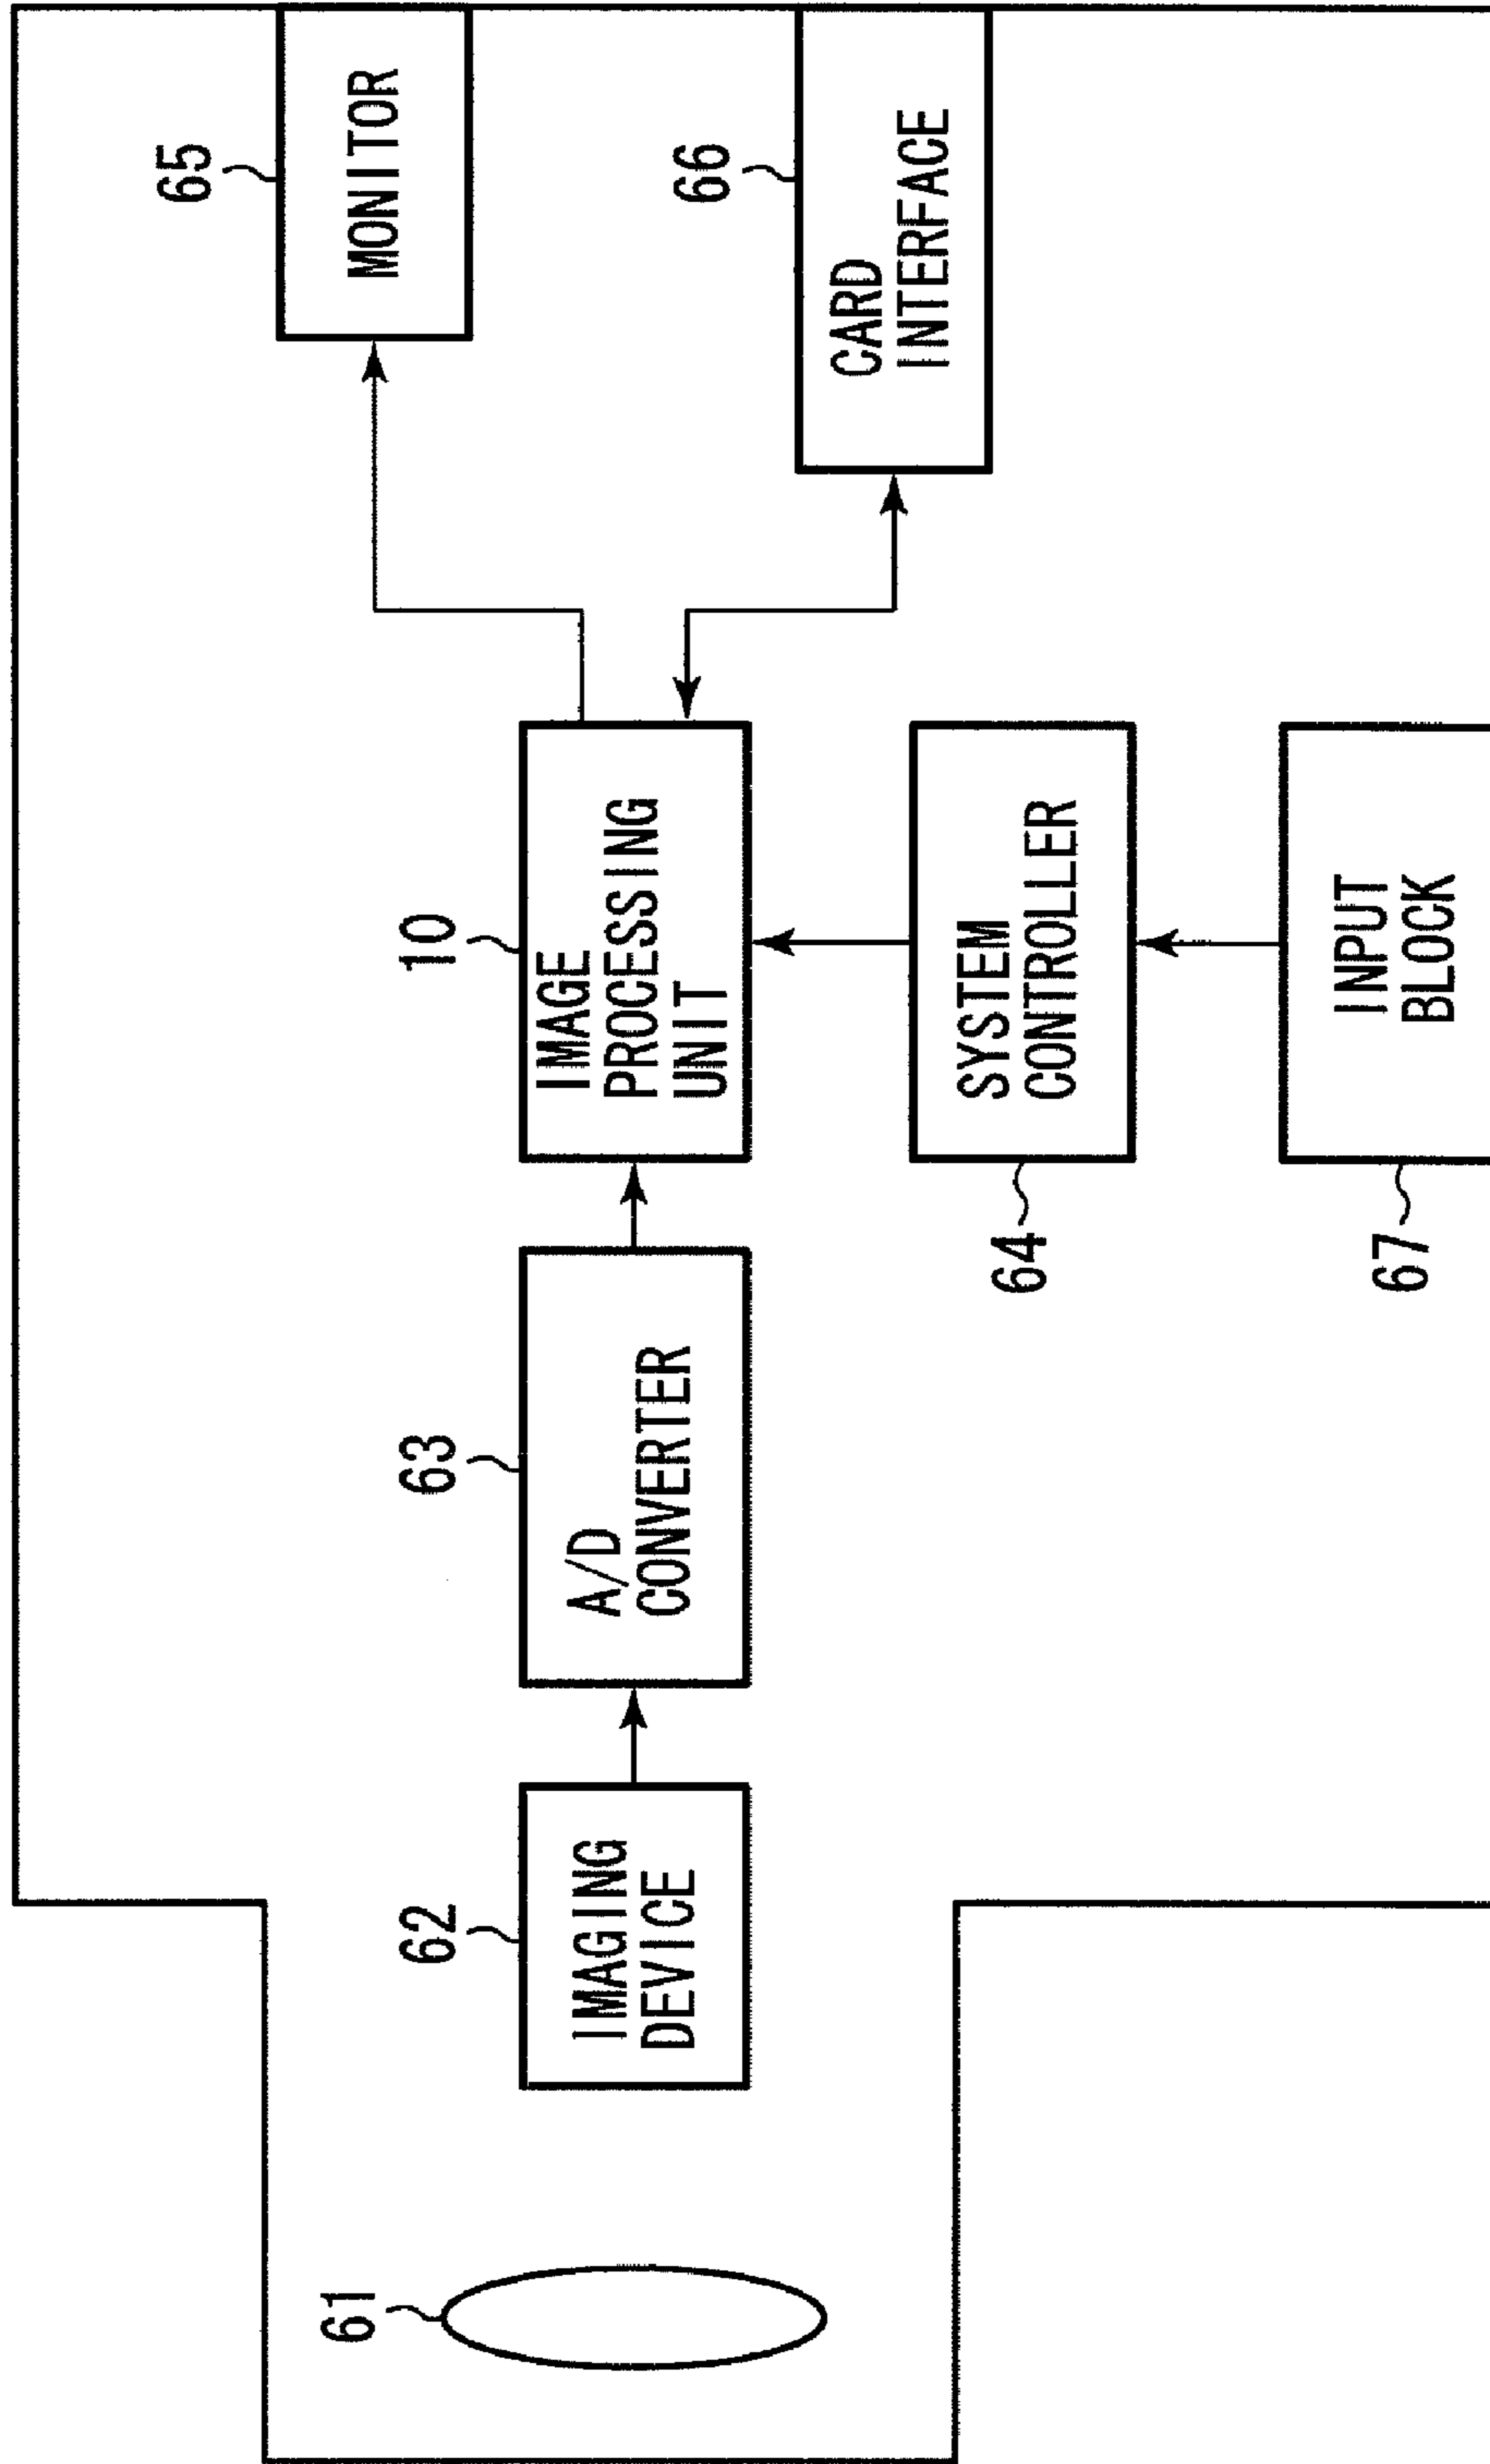 65
MONITOR
66
CARD
INTERFACE
10
IMAGE
PROCESSING
UNIT
SYSTEM
CONTROLLER
64
INPUT
BLOCK
67
63
A/D
CONVERTER
62
IMAGING
DEVICE
61